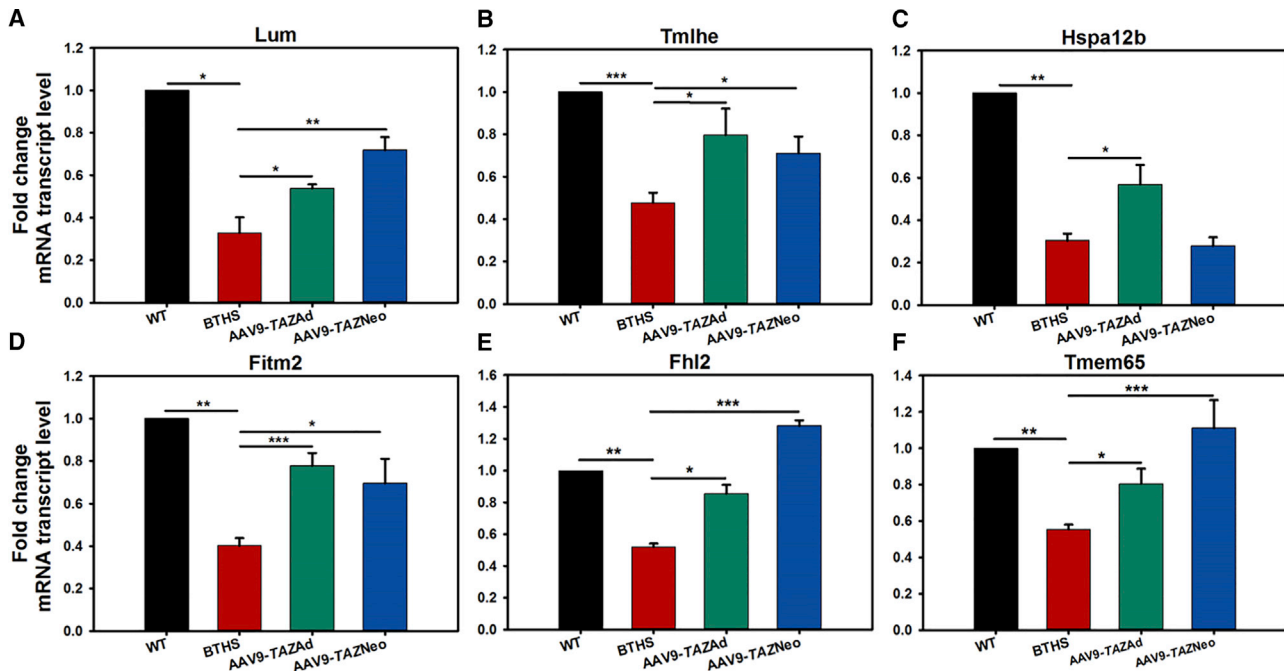 A
Lum
Fold change
mRNA transcript level
1.2
1.0
0.8
0.6
0.4
0.2
0.0
*
**
*
WT
BTHS
AAV9-TAZAd
AAV9-TAZNeo
B
Tmlhe
1.2
1.0
0.8
0.6
0.4
0.2
0.0
***
*
*
WT
BTHS
AAV9-TAZAd
AAV9-TAZNeo
C
Hspa12b
1.2
1.0
0.8
0.6
0.4
0.2
0.0
**
*
WT
BTHS
AAV9-TAZAd
AAV9-TAZNeo
D
Fitm2
Fold change
mRNA transcript level
1.2
1.0
0.8
0.6
0.4
0.2
0.0
**
*
***
WT
BTHS
AAV9-TAZAd
AAV9-TAZNeo
E
Fhl2
1.6
1.4
1.2
1.0
0.8
0.6
0.4
0.2
0.0
***
**
*
WT
BTHS
AAV9-TAZAd
AAV9-TAZNeo
F
Tmem65
1.4
1.2
1.0
0.8
0.6
0.4
0.2
0.0
***
**
*
WT
BTHS
AAV9-TAZAd
AAV9-TAZNeo